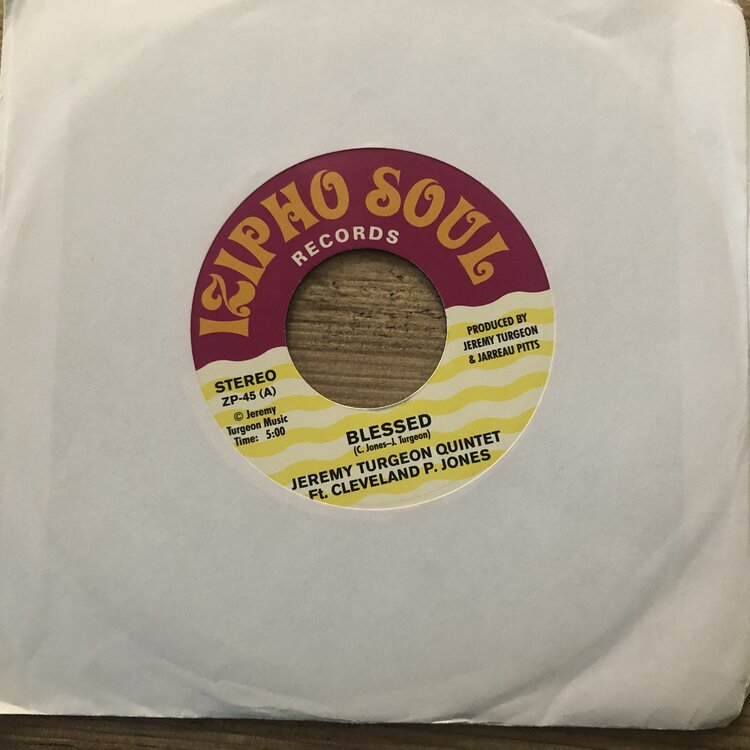 IZIPHO SOUL
RECORDS
PRODUCED BY
JEREMY TURGEON
& JARREAU PITTS
STEREO
ZP-45 (A)
© Jeremy
Turgeon Music
Time: 5:00
BLESSED
(C. Jones–J. Turgeon)
JEREMY TURGEON QUINTET
Ft. CLEVELAND P. JONES